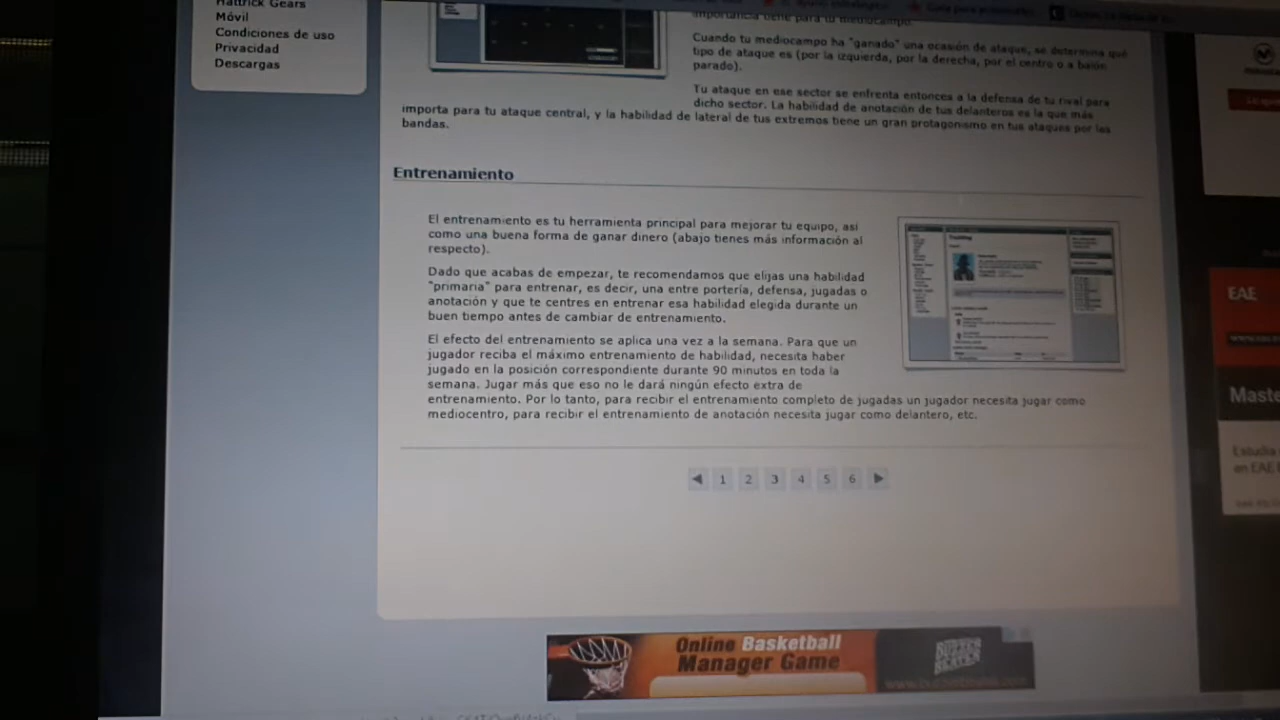 Hattrick Gears
Móvil
Condiciones de uso
Privacidad
Descargas
importancia tiene para tu mediocampo.
Cuando tu mediocampo ha "ganado" una ocasión de ataque, se determina qué
tipo de ataque es (por la izquierda, por la derecha, por el centro o a balón
parado).
Tu ataque en ese sector se enfrenta entonces a la defensa de tu rival para
dicho sector. La habilidad de anotación de tus delanteros es la que más
importa para tu ataque central, y la habilidad de lateral de tus extremos tiene un gran protagonismo en tus ataques por las
bandas.
Entrenamiento
El entrenamiento es tu herramienta principal para mejorar tu equipo, así
como una buena forma de ganar dinero (abajo tienes más información al
respecto).
Dado que acabas de empezar, te recomendamos que elijas una habilidad
"primaria" para entrenar, es decir, una entre portería, defensa, jugadas o
anotación y que te centres en entrenar esa habilidad elegida durante un
buen tiempo antes de cambiar de entrenamiento.
El efecto del entrenamiento se aplica una vez a la semana. Para que un
jugador reciba el máximo entrenamiento de habilidad, necesita haber
jugado en la posición correspondiente durante 90 minutos en toda la
semana. Jugar más que eso no le dará ningún efecto extra de
entrenamiento. Por lo tanto, para recibir el entrenamiento completo de jugadas un jugador necesita jugar como
mediocentro, para recibir el entrenamiento de anotación necesita jugar como delantero, etc.
1 2 3 4 5 6
EAE
Maste
Estudia
en EAE
Online Basketball
Manager Game
BUZZER
BEATER